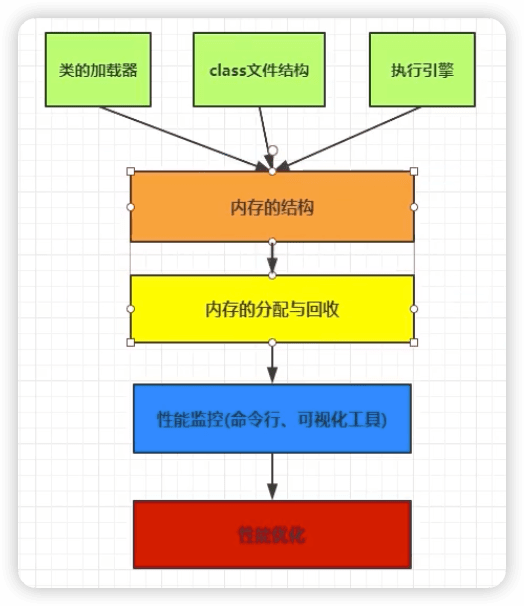 类的加载器
class文件结构
执行引擎
内存的结构
内存的分配与回收
性能监控(命令行、可视化工具)
性能优化